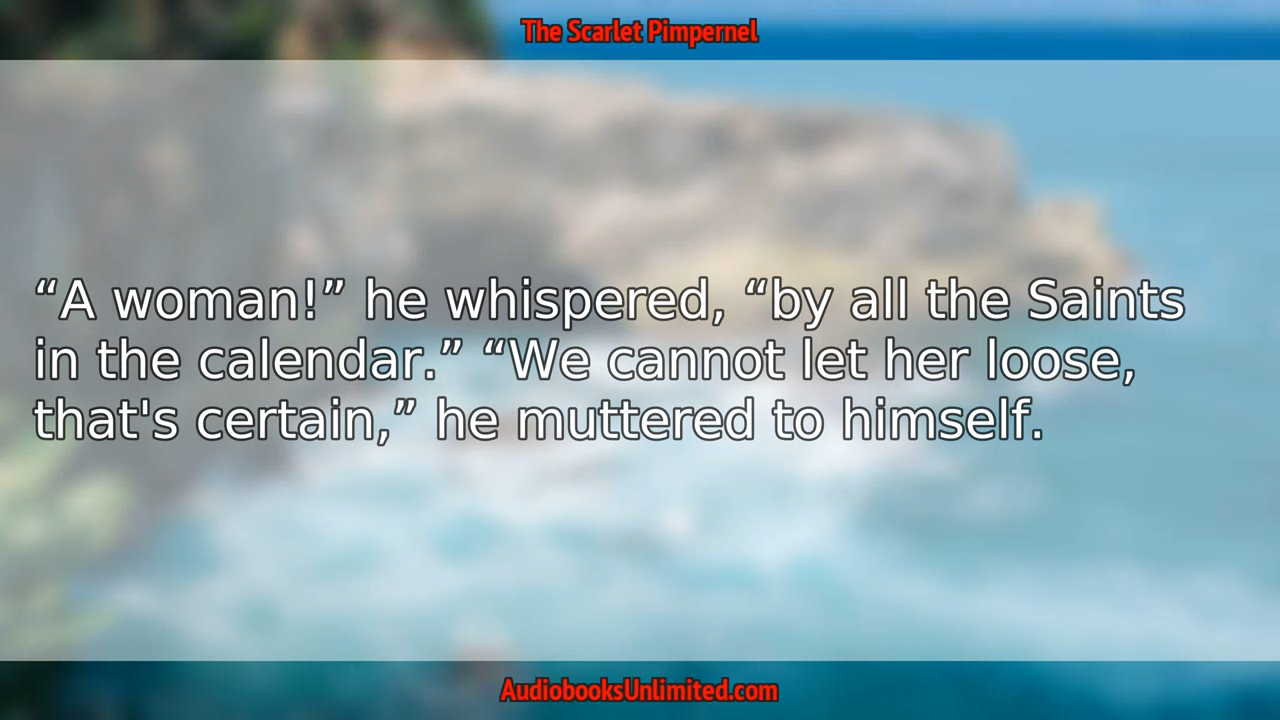 The Scarlet Pimpernel
“A woman!” he whispered, “by all the Saints
in the calendar.” “We cannot let her loose,
that's certain,” he muttered to himself.
AudiobooksUnlimited.com